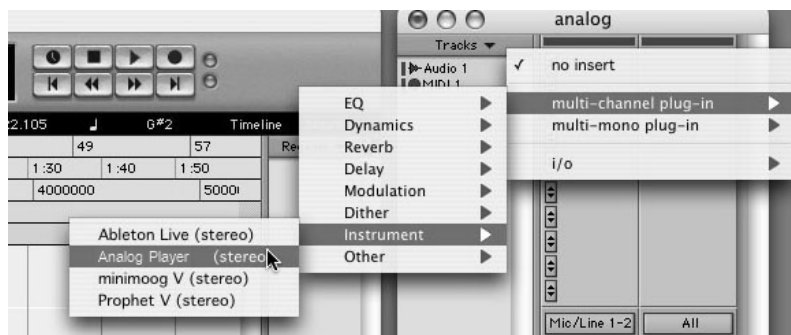 analog
Tracks
Audio 1
MIDI 1
no insert
multi-channel plug-in
multi-mono plug-in
i/o
EQ
Dynamics
Reverb
Delay
Modulation
Dither
Instrument
Other
Ableton Live (stereo)
Analog Player (stereo
minimoog V (stereo)
Prophet V (stereo)
2.105 G#2 Timeline
49 57
1:30 1:40 1:50
4000000 5000
Mic/Line 1-2 All